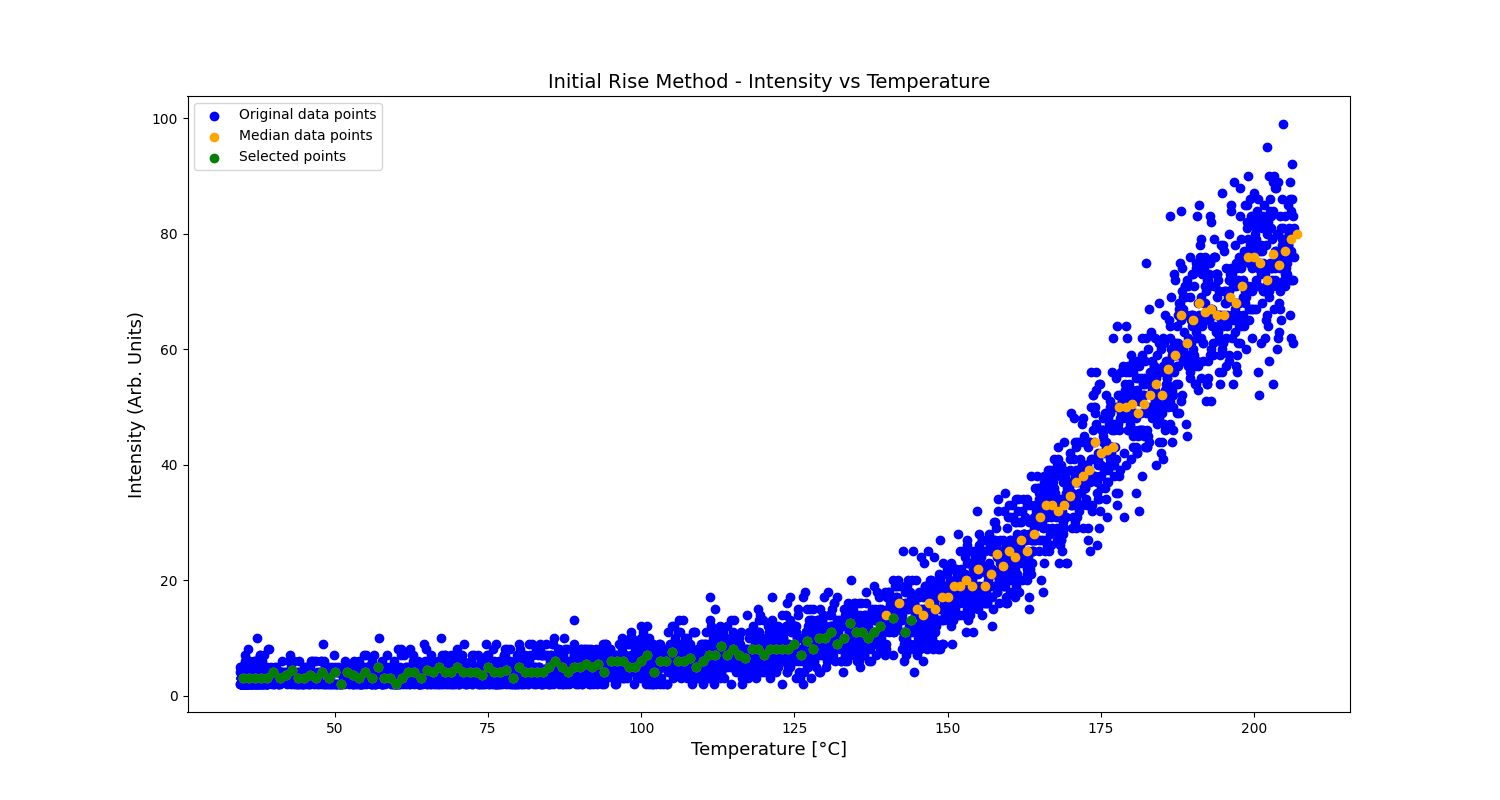 Initial Rise Method - Intensity vs Temperature
Original data points
Median data points
Selected points
100
80
60
40
20
0
Intensity (Arb. Units)
50 75 100 125 150 175 200
Temperature [°C]